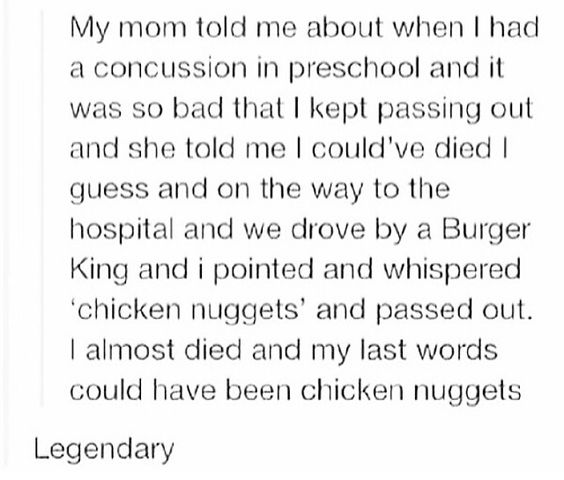 My mom told me about when I had
a concussion in preschool and it
was so bad that I kept passing out
and she told me I could've died I
guess and on the way to the
hospital and we drove by a Burger
King and i pointed and whispered
‘chicken nuggets’ and passed out.
I almost died and my last words
could have been chicken nuggets
Legendary